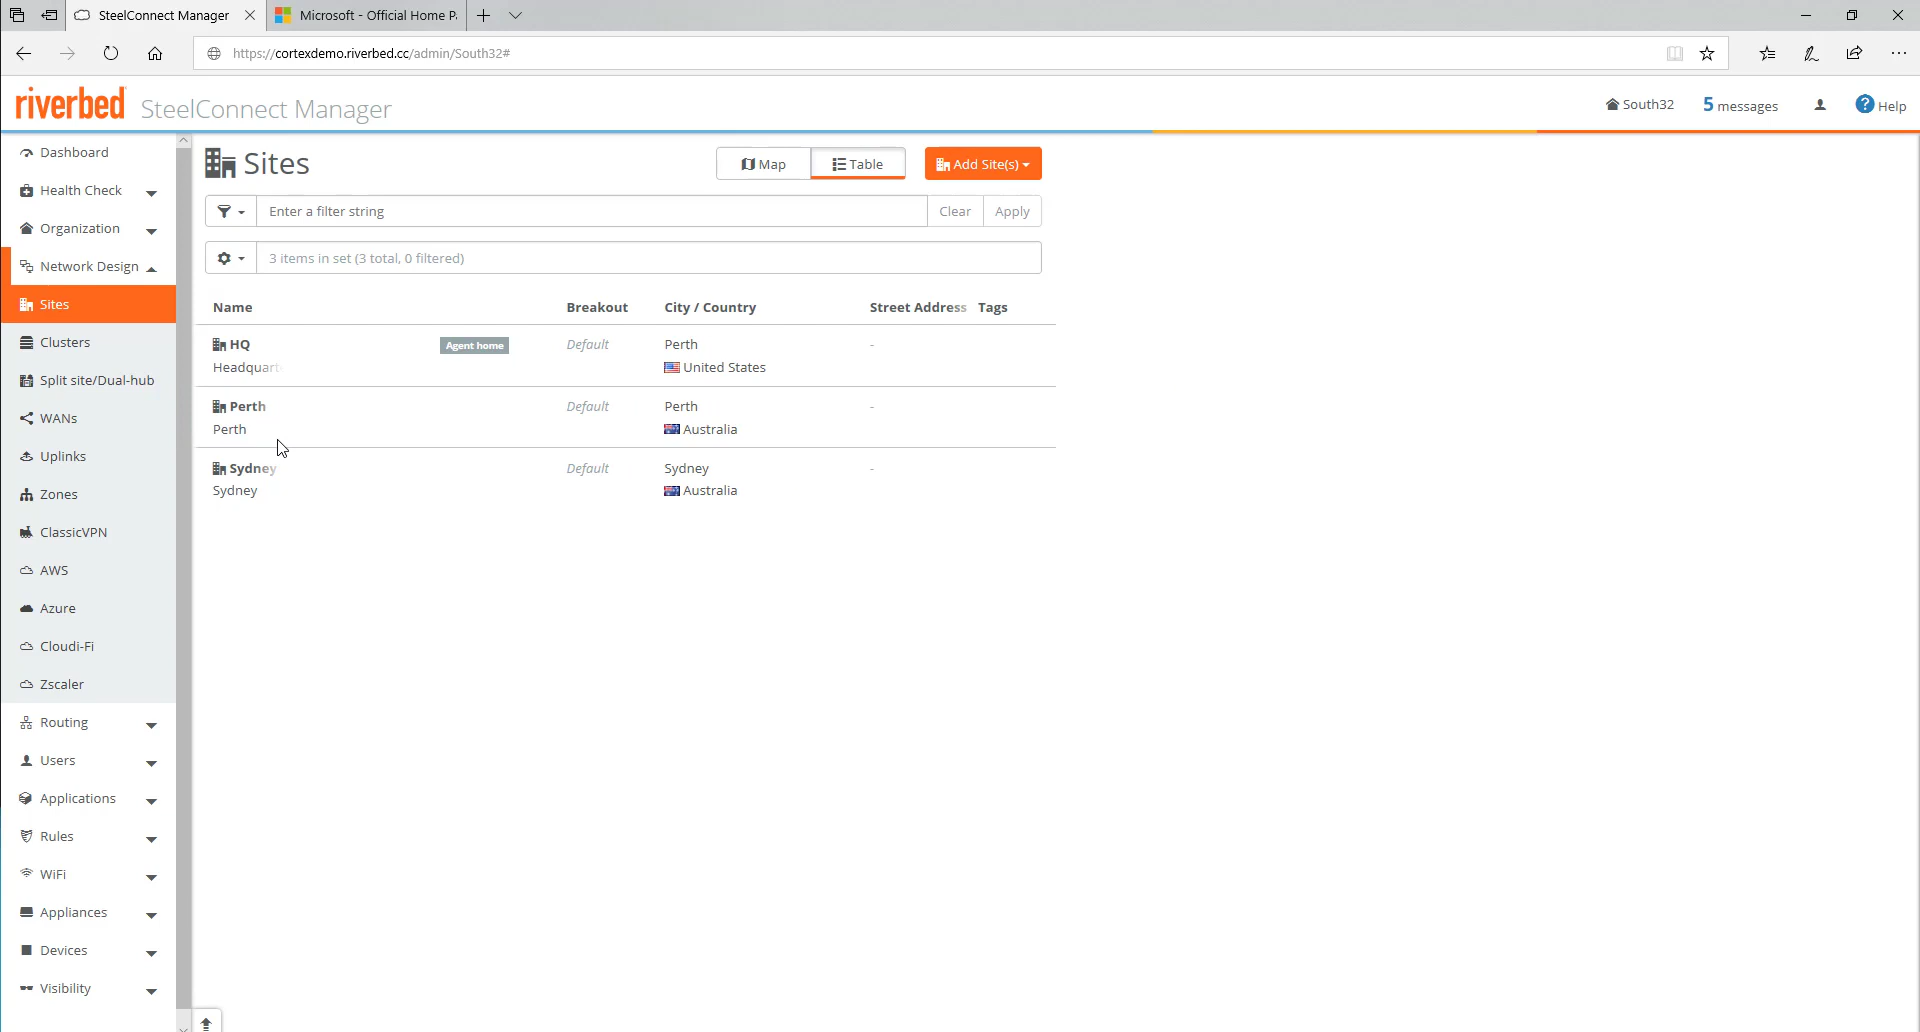 SteelConnect Manager
Microsoft - Official Home P
https://cortexdemo.riverbed.cc/admin/South32#
riverbed SteelConnect Manager
South32
5 messages
Help
Dashboard
Health Check
Organization
Network Design
Sites
Clusters
Split site/Dual-hub
WANs
Uplinks
Zones
ClassicVPN
AWS
Azure
Cloudi-Fi
Zscaler
Routing
Users
Applications
Rules
WiFi
Appliances
Devices
Visibility
Sites
Map
Table
Add Site(s)
Enter a filter string
Clear
Apply
3 items in set (3 total, 0 filtered)
Name Breakout City / Country Street Address Tags
HQ Agent home Default Perth -
Headquart United States
Perth Default Perth -
Perth Australia
Sydney Default Sydney -
Sydney Australia